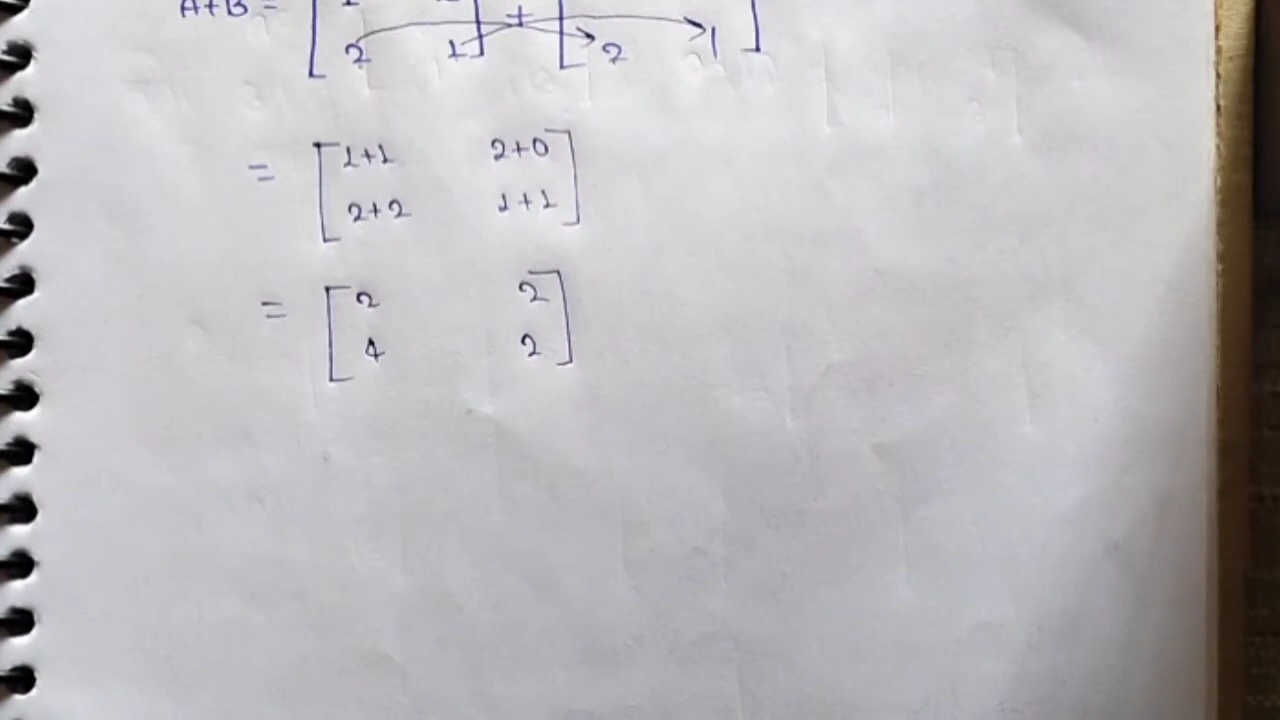 A+B =
2 1 + 2 1
= [1+1 2+0
2+2 1+1]
= [2 2
4 2]